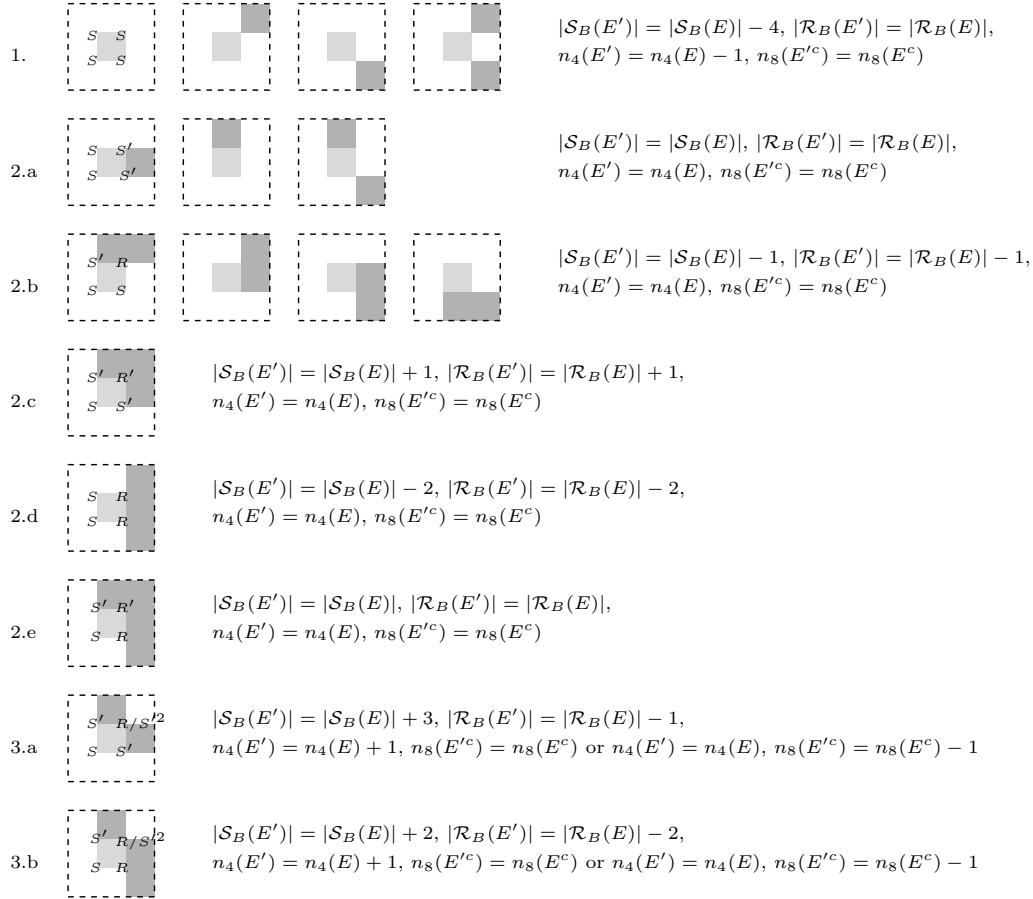 S S
S S
1.
|𝒮_B(E′)| = |𝒮_B(E)| − 4, |ℛ_B(E′)| = |ℛ_B(E)|,
n_4(E′) = n_4(E) − 1, n_8(E′^c) = n_8(E^c)
S S′
S S′
2.a
|𝒮_B(E′)| = |𝒮_B(E)|, |ℛ_B(E′)| = |ℛ_B(E)|,
n_4(E′) = n_4(E), n_8(E′^c) = n_8(E^c)
S′ R
S S
2.b
|𝒮_B(E′)| = |𝒮_B(E)| − 1, |ℛ_B(E′)| = |ℛ_B(E)| − 1,
n_4(E′) = n_4(E), n_8(E′^c) = n_8(E^c)
S′ R′
S S′
2.c
|𝒮_B(E′)| = |𝒮_B(E)| + 1, |ℛ_B(E′)| = |ℛ_B(E)| + 1,
n_4(E′) = n_4(E), n_8(E′^c) = n_8(E^c)
S R
S R
2.d
|𝒮_B(E′)| = |𝒮_B(E)| − 2, |ℛ_B(E′)| = |ℛ_B(E)| − 2,
n_4(E′) = n_4(E), n_8(E′^c) = n_8(E^c)
S′ R′
S R
2.e
|𝒮_B(E′)| = |𝒮_B(E)|, |ℛ_B(E′)| = |ℛ_B(E)|,
n_4(E′) = n_4(E), n_8(E′^c) = n_8(E^c)
S′ R/S′²
S S′
3.a
|𝒮_B(E′)| = |𝒮_B(E)| + 3, |ℛ_B(E′)| = |ℛ_B(E)| − 1,
n_4(E′) = n_4(E) + 1, n_8(E′^c) = n_8(E^c) or n_4(E′) = n_4(E), n_8(E′^c) = n_8(E^c) − 1
S′ R/S′²
S R
3.b
|𝒮_B(E′)| = |𝒮_B(E)| + 2, |ℛ_B(E′)| = |ℛ_B(E)| − 2,
n_4(E′) = n_4(E) + 1, n_8(E′^c) = n_8(E^c) or n_4(E′) = n_4(E), n_8(E′^c) = n_8(E^c) − 1